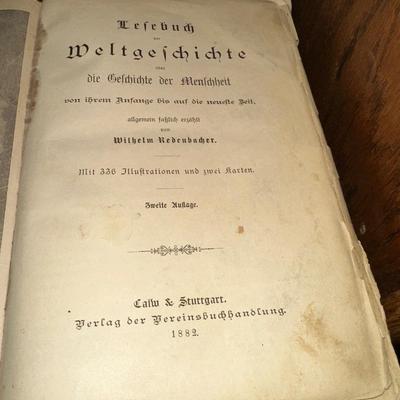 Lesebuch
der
Weltgeschichte
oder
die Geschichte der Menschheit
von ihrem Anfange bis auf die neueste Zeit,
allgemein faßlich erzählt
von
Wilhelm Redenbacher.
Mit 336 Illustrationen und zwei Karten.
Zweite Auflage.
Calw & Stuttgart.
Verlag der Vereinsbuchhandlung.
1882.